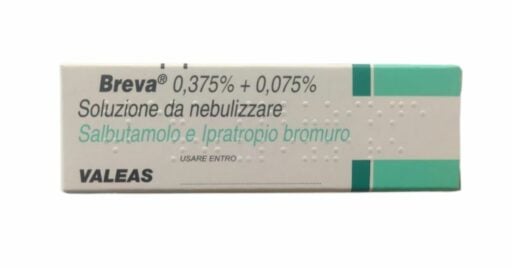 Breva® 0,375% + 0,075%
Soluzione da nebulizzare
Salbutamolo e Ipratropio bromuro
USARE ENTRO
VALEAS